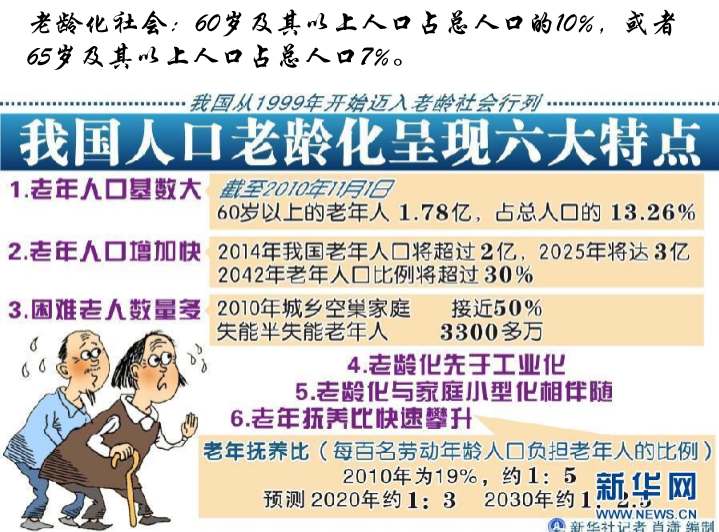 老龄化社会：60岁及其以上人口占总人口的10%，或者
65岁及其以上人口占总人口7%。
我国从1999年开始迈入老龄社会行列
我国人口老龄化呈现六大特点
1.老年人口基数大
截至2010年11月1日
60岁以上的老年人 1.78亿，占总人口的 13.26%
2.老年人口增加快
2014年我国老年人口将超过2亿，2025年将达3亿
2042年老年人口比例将超过30%
3.困难老人数量多
2010年城乡空巢家庭 接近50%
失能半失能老年人 3300多万
4.老龄化先于工业化
5.老龄化与家庭小型化相伴随
6.老年抚养比快速攀升
老年抚养比（每百名劳动年龄人口负担老年人的比例）
2010年为19%，约1：5
预测 2020年约1：3 2030年约1
新华网
WWW.NEWS.CN
新华社记者 肖潇 编制